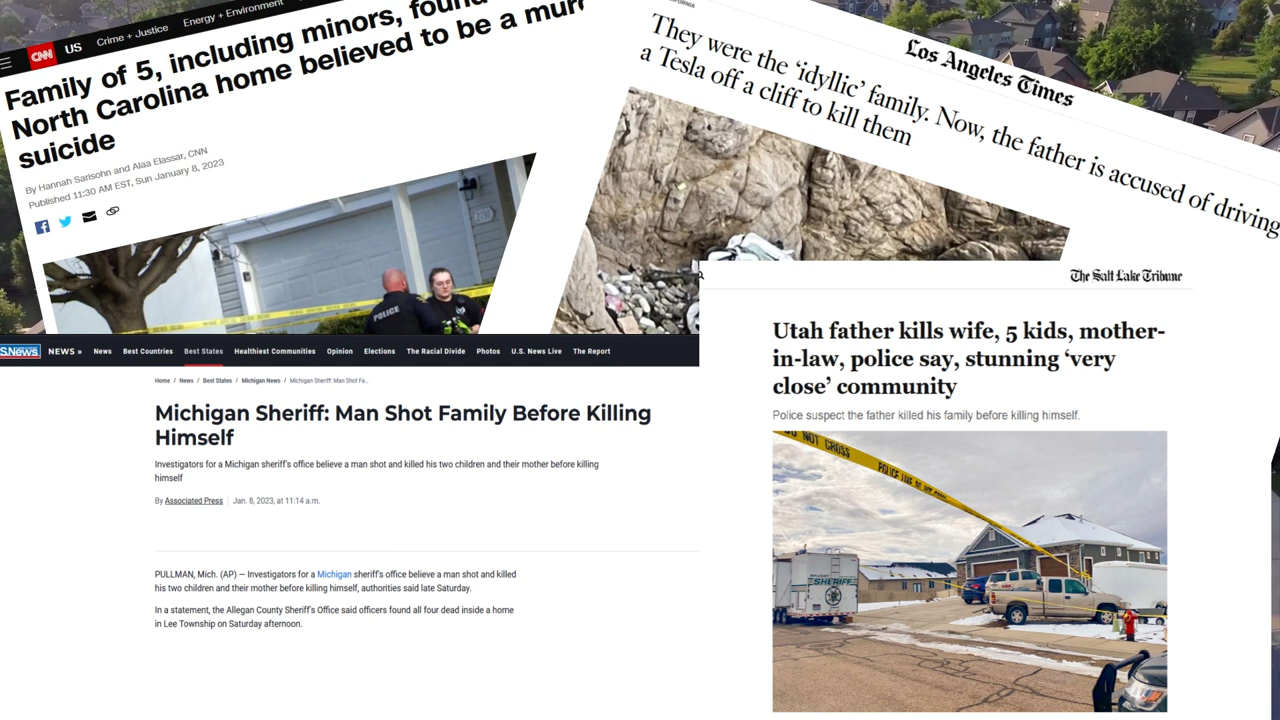 CNN US Crime + Justice Energy + Environment
Family of 5, including minors, found
North Carolina home believed to be a
suicide
By Hannah Sarisohn and Alaa Elassar, CNN
Published 11:30 AM EST, Sun January 8, 2023
POLICE
Los Angeles Times
They were the ‘idyllic’ family. Now, the father is accused of driving
a Tesla off a cliff to kill them
NEWS » News Best Countries Best States Healthiest Communities Opinion Elections The Racial Divide Photos U.S. News Live The Report
Home / News / Best States / Michigan News / Michigan Sheriff: Man Shot Fa...
Michigan Sheriff: Man Shot Family Before Killing
Himself
Investigators for a Michigan sheriff's office believe a man shot and killed his two children and their mother before killing
himself
By Associated Press | Jan. 8, 2023, at 11:14 a.m.
PULLMAN, Mich. (AP) — Investigators for a Michigan sheriff's office believe a man shot and killed
his two children and their mother before killing himself, authorities said late Saturday.
In a statement, the Allegan County Sheriff's Office said officers found all four dead inside a home
in Lee Township on Saturday afternoon.
The Salt Lake Tribune
Utah father kills wife, 5 kids, mother-
in-law, police say, stunning ‘very
close’ community
Police suspect the father killed his family before killing himself.
NOT CROSS
POLICE LINE DO NOT CROSS
SHERIFF